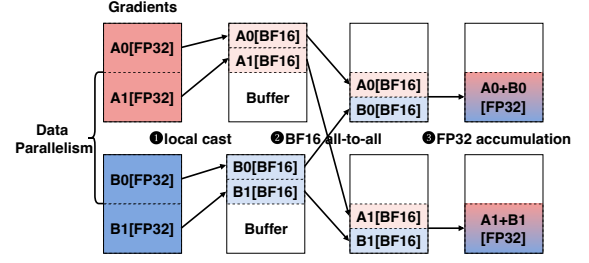 Gradients
A0[FP32]
A1[FP32]
A0[BF16]
A1[BF16]
Buffer
A0[BF16]
B0[BF16]
A0+B0
[FP32]
Data
Parallelism
❶local cast
❷BF16 all-to-all
❸FP32 accumulation
B0[FP32]
B1[FP32]
B0[BF16]
B1[BF16]
Buffer
A1[BF16]
B1[BF16]
A1+B1
[FP32]